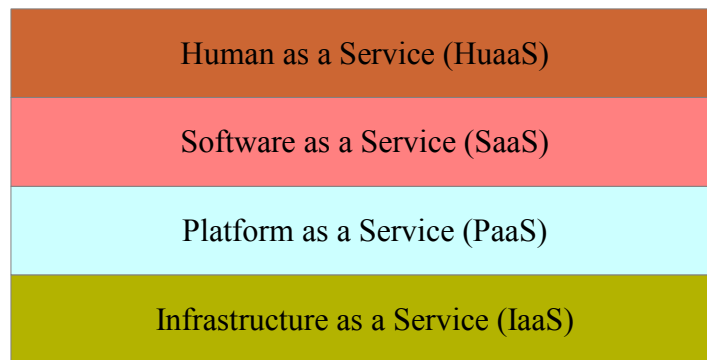 Human as a Service (HuaaS)
Software as a Service (SaaS)
Platform as a Service (PaaS)
Infrastructure as a Service (IaaS)